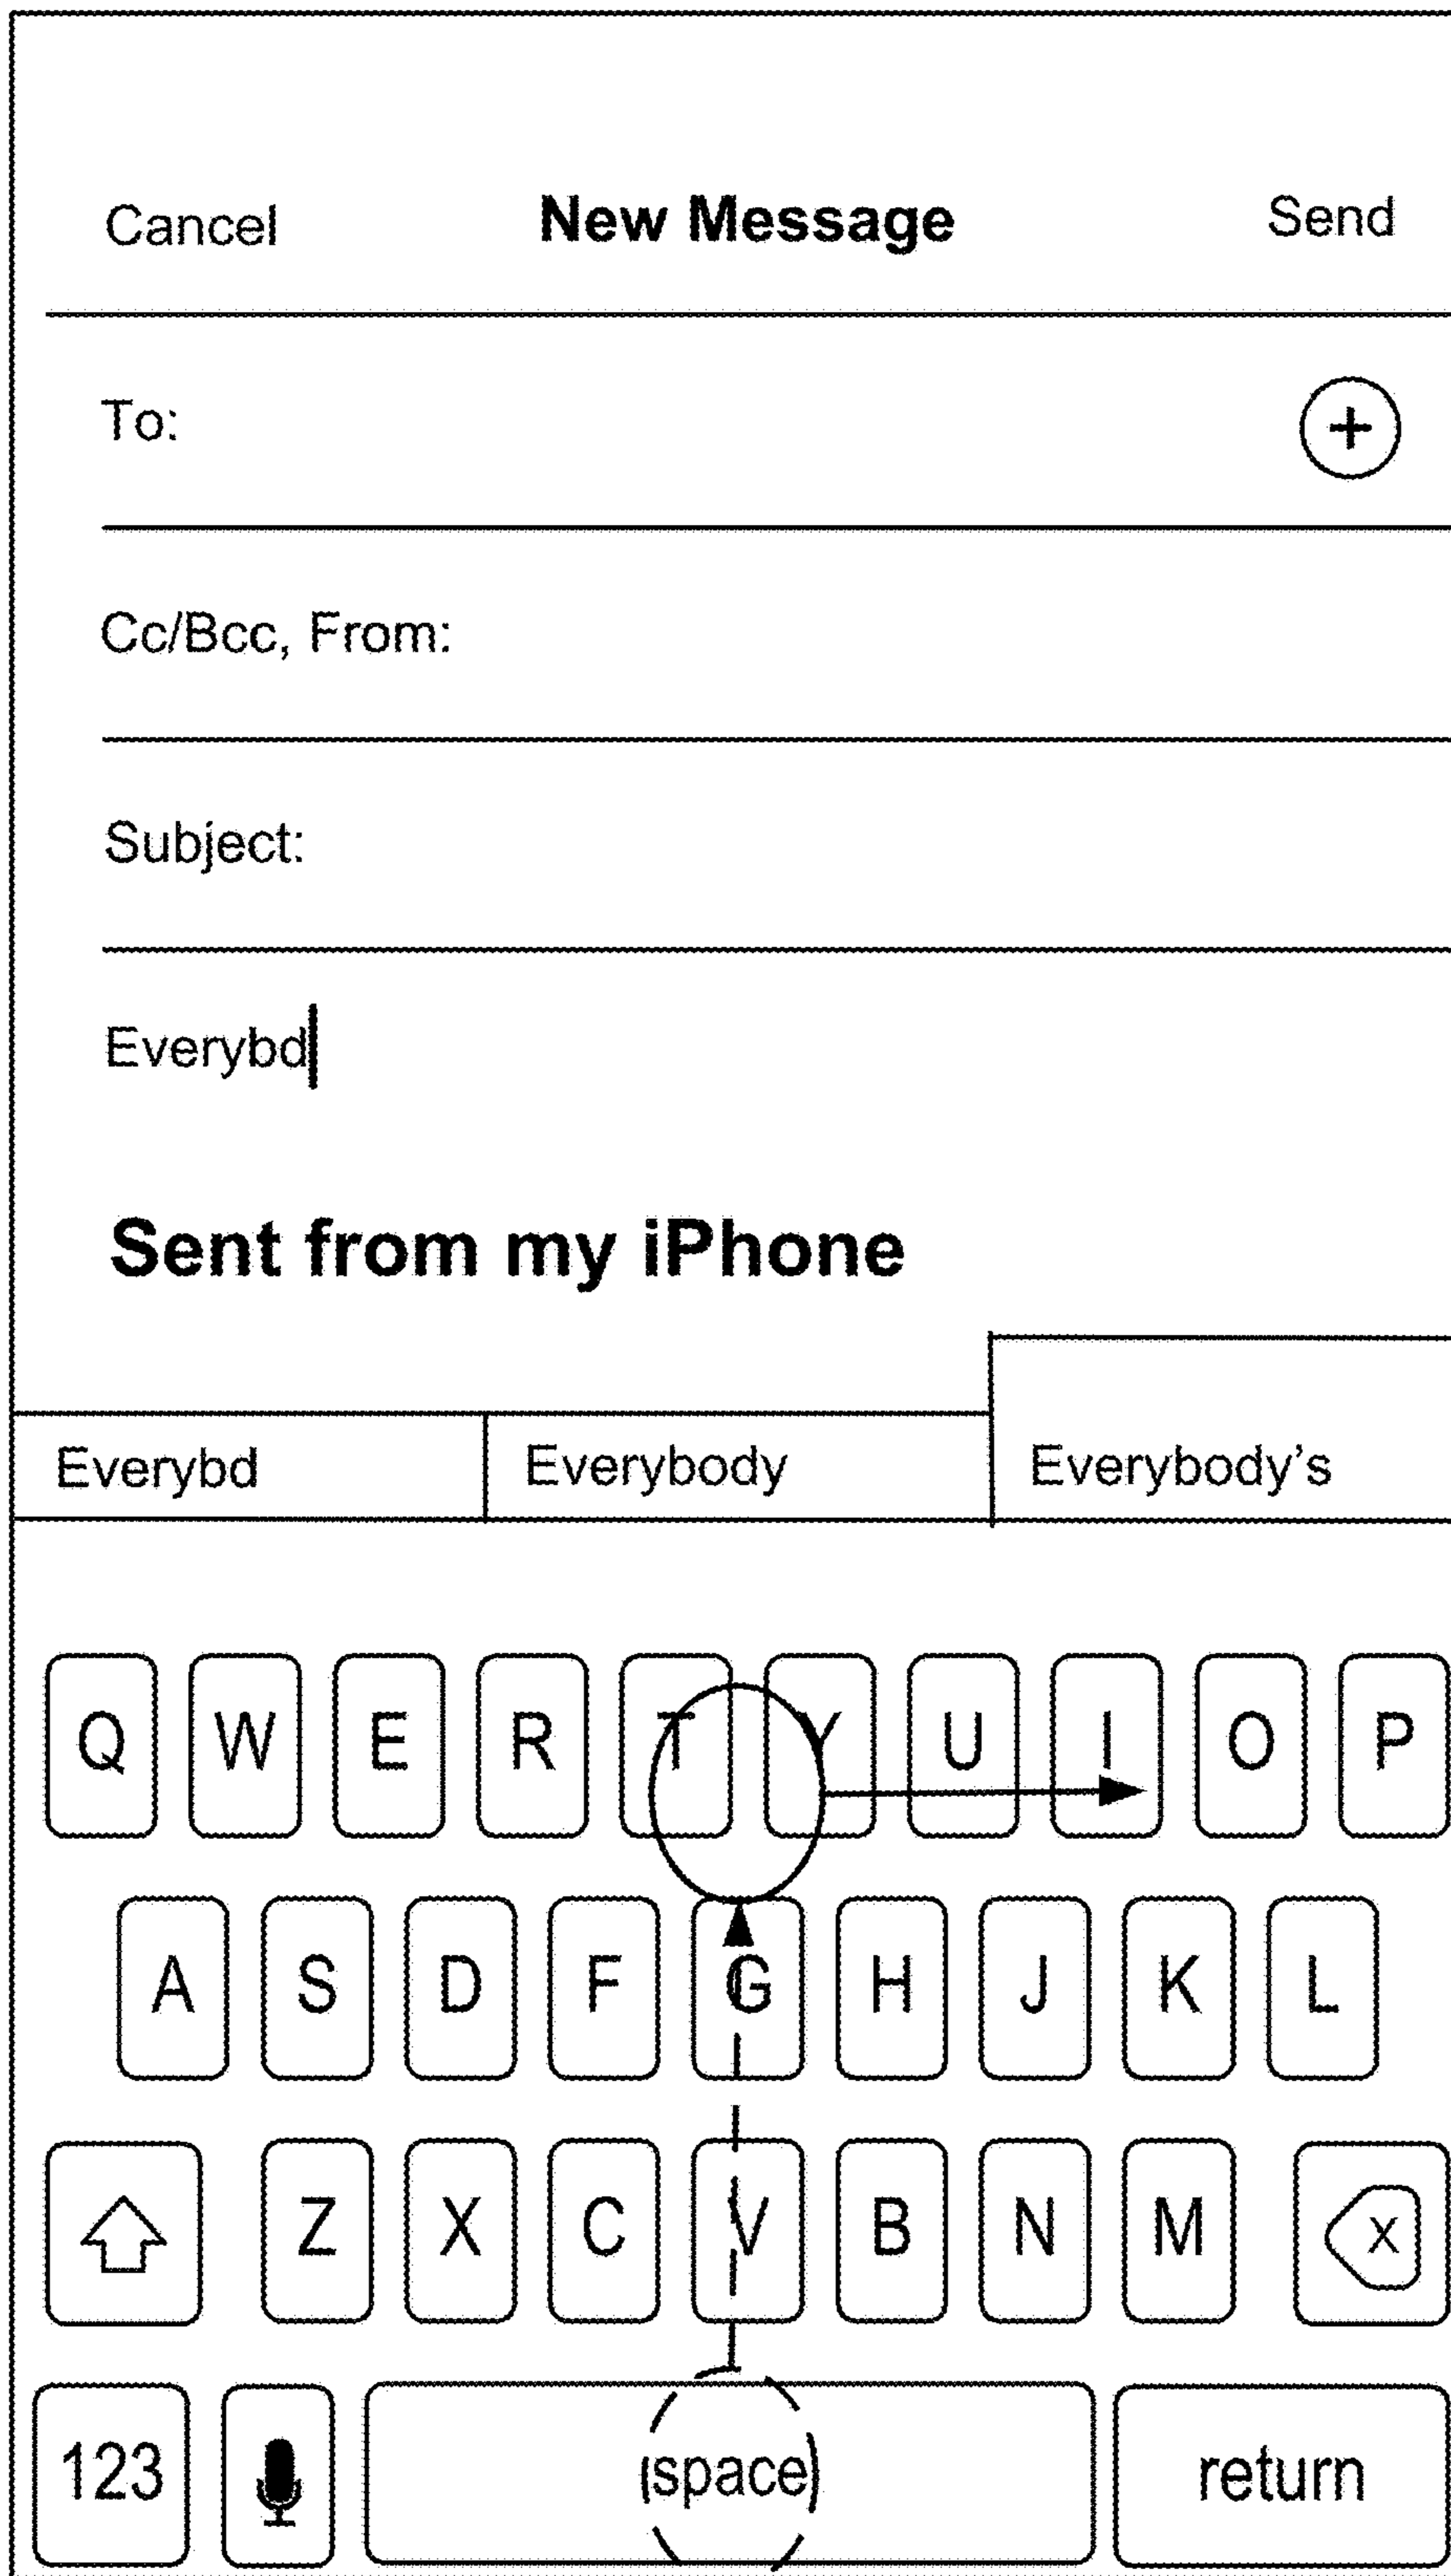 Cancel New Message Send
To: +
Cc/Bcc, From:
Subject:
Everybd
Sent from my iPhone
Everybd Everybody Everybody's
Q W E R T Y U I O P
A S D F G H J K L
Z X C V B N M X
123 space return